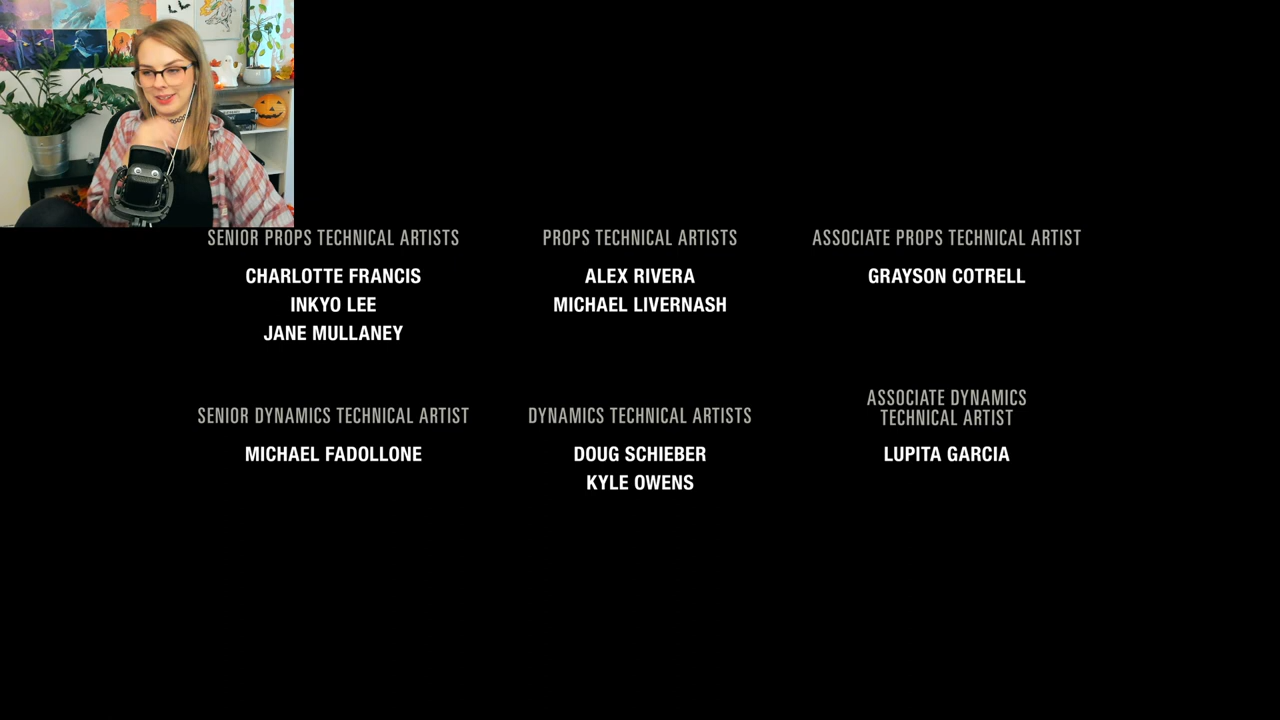 SENIOR PROPS TECHNICAL ARTISTS
CHARLOTTE FRANCIS
INKYO LEE
JANE MULLANEY
PROPS TECHNICAL ARTISTS
ALEX RIVERA
MICHAEL LIVERNASH
ASSOCIATE PROPS TECHNICAL ARTIST
GRAYSON COTRELL
SENIOR DYNAMICS TECHNICAL ARTIST
MICHAEL FADOLLONE
DYNAMICS TECHNICAL ARTISTS
DOUG SCHIEBER
KYLE OWENS
ASSOCIATE DYNAMICS
TECHNICAL ARTIST
LUPITA GARCIA